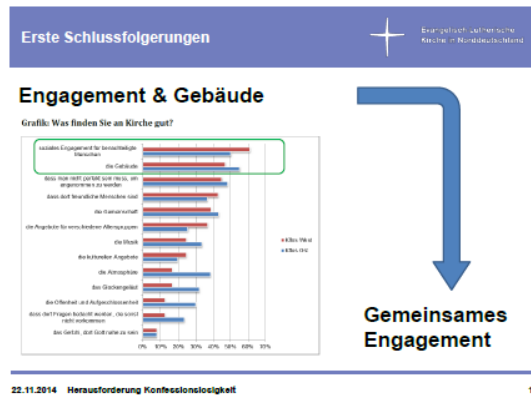 Erste Schlussfolgerungen
Evangelisch-Lutherische
Kirche in Norddeutschland
Engagement & Gebäude
Grafik: Was finden Sie an Kirche gut?
soziales Engagement für benachteiligte
Menschen
die Gebäude
dass man nicht perfekt sein muss, um
angenommen zu werden
dass dort freundliche Menschen sind
die Gemeinschaft
die Angebote für verschiedene Altersgruppen
die Musik
die kulturellen Angebote
die Atmosphäre
das Glockengeläut
die Offenheit und Aufgeschlossenheit
dass dort Fragen bedacht werden, die sonst
nicht vorkommen
das Gefühl, dort Gott nahe zu sein
0% 10% 20% 30% 40% 50% 60% 70%
Gemeinsames
Engagement
22.11.2014 Herausforderung Konfessionslosigkeit